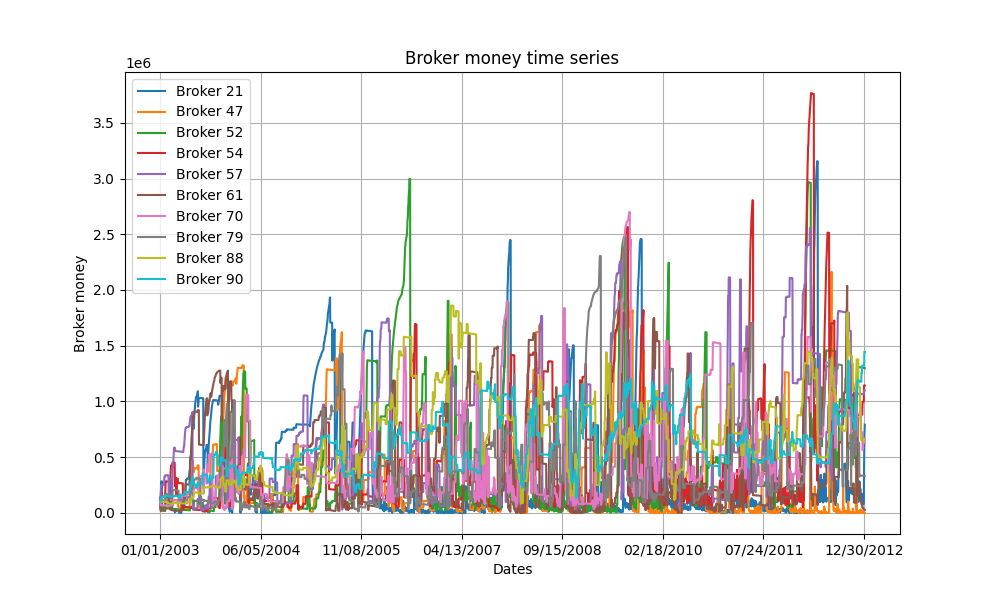 Broker money time series
1e6
Broker money
3.5
3.0
2.5
2.0
1.5
1.0
0.5
0.0
Broker 21
Broker 47
Broker 52
Broker 54
Broker 57
Broker 61
Broker 70
Broker 79
Broker 88
Broker 90
01/01/2003 06/05/2004 11/08/2005 04/13/2007 09/15/2008 02/18/2010 07/24/2011 12/30/2012
Dates